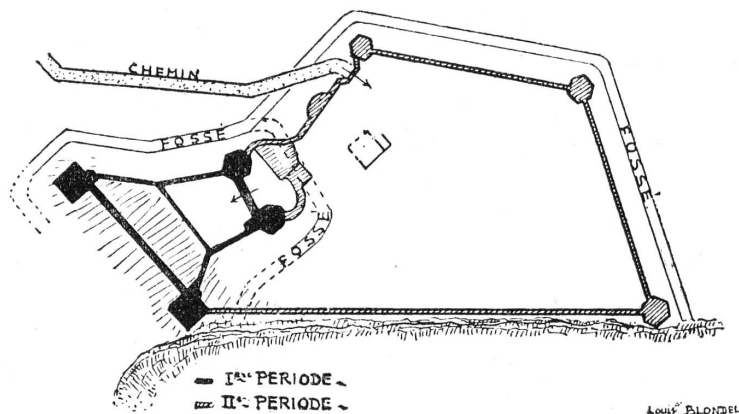 CHEMIN
FOSSÉ
FOSSÉ
FOSSÉ
Ière PERIODE
IIe PERIODE
Louis BLONDEL